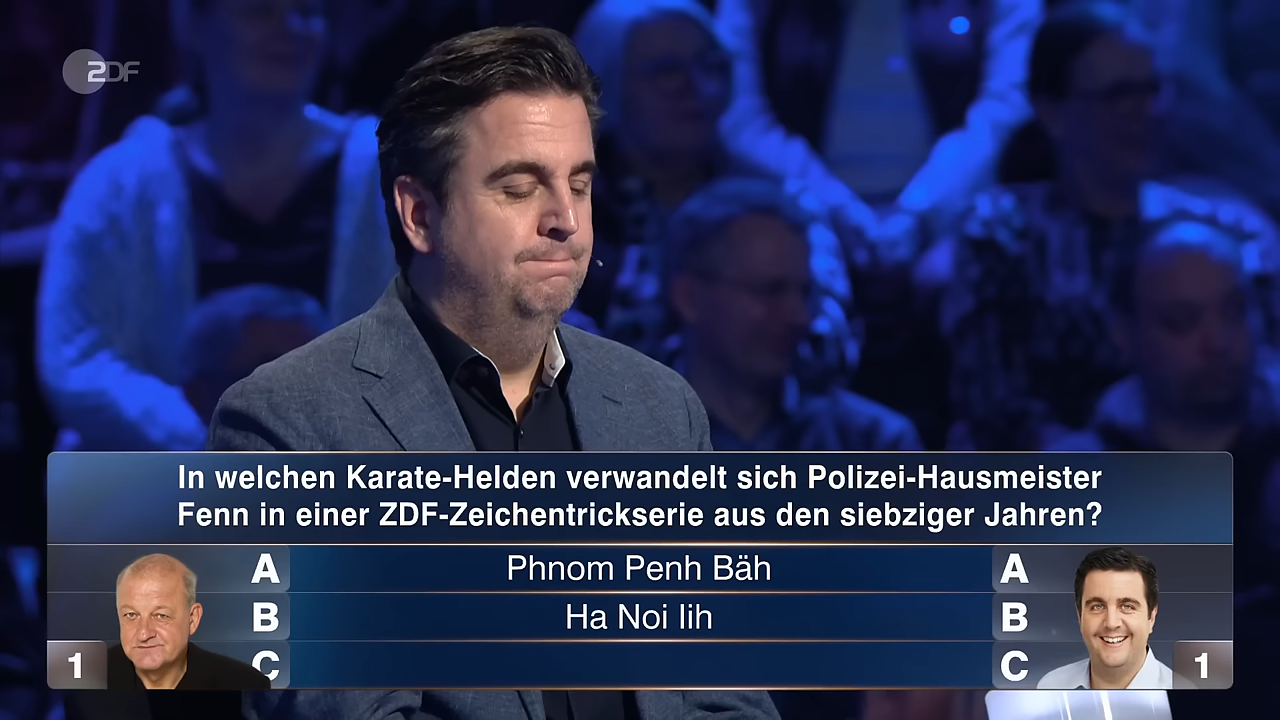 ZDF
In welchen Karate-Helden verwandelt sich Polizei-Hausmeister
Fenn in einer ZDF-Zeichentrickserie aus den siebziger Jahren?
A Phnom Penh Bäh A
B Ha Noi Iih B
C C
1 1